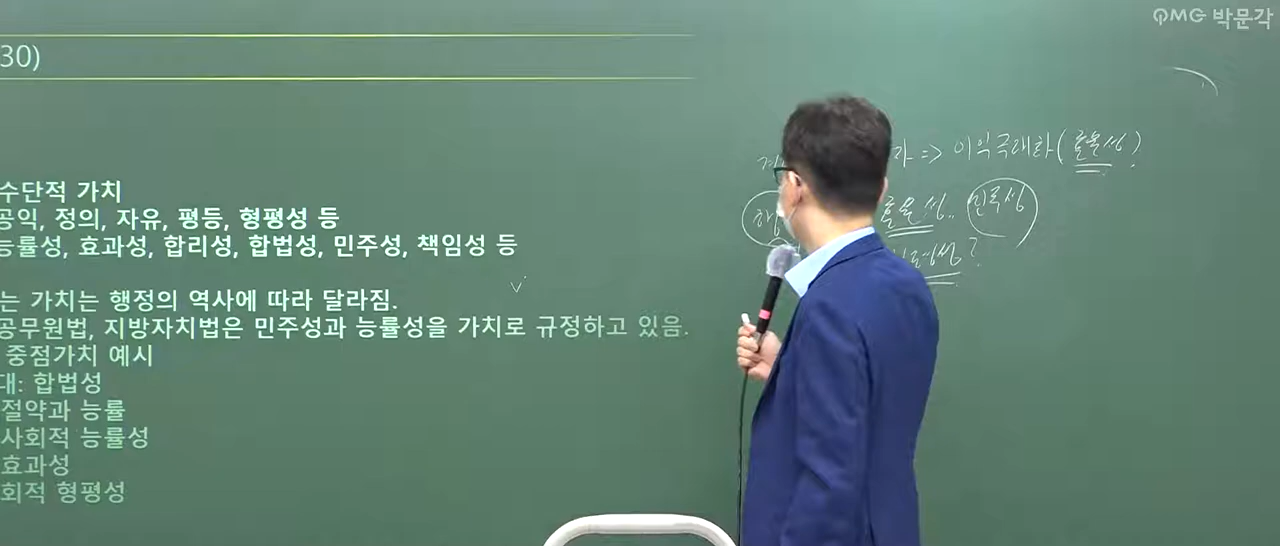 PMG 박문각
30)
수단적 가치
공익, 정의, 자유, 평등, 형평성 등
능률성, 효과성, 합리성, 합법성, 민주성, 책임성 등
는 가치는 행정의 역사에 따라 달라짐.
공무원법, 지방자치법은 민주성과 능률성을 가치로 규정하고 있음.
중점가치 예시
대: 합법성
절약과 능률
사회적 능률성
효과성
회적 형평성
=> 이익극대화(효율성)
행 효율성.. 민주성